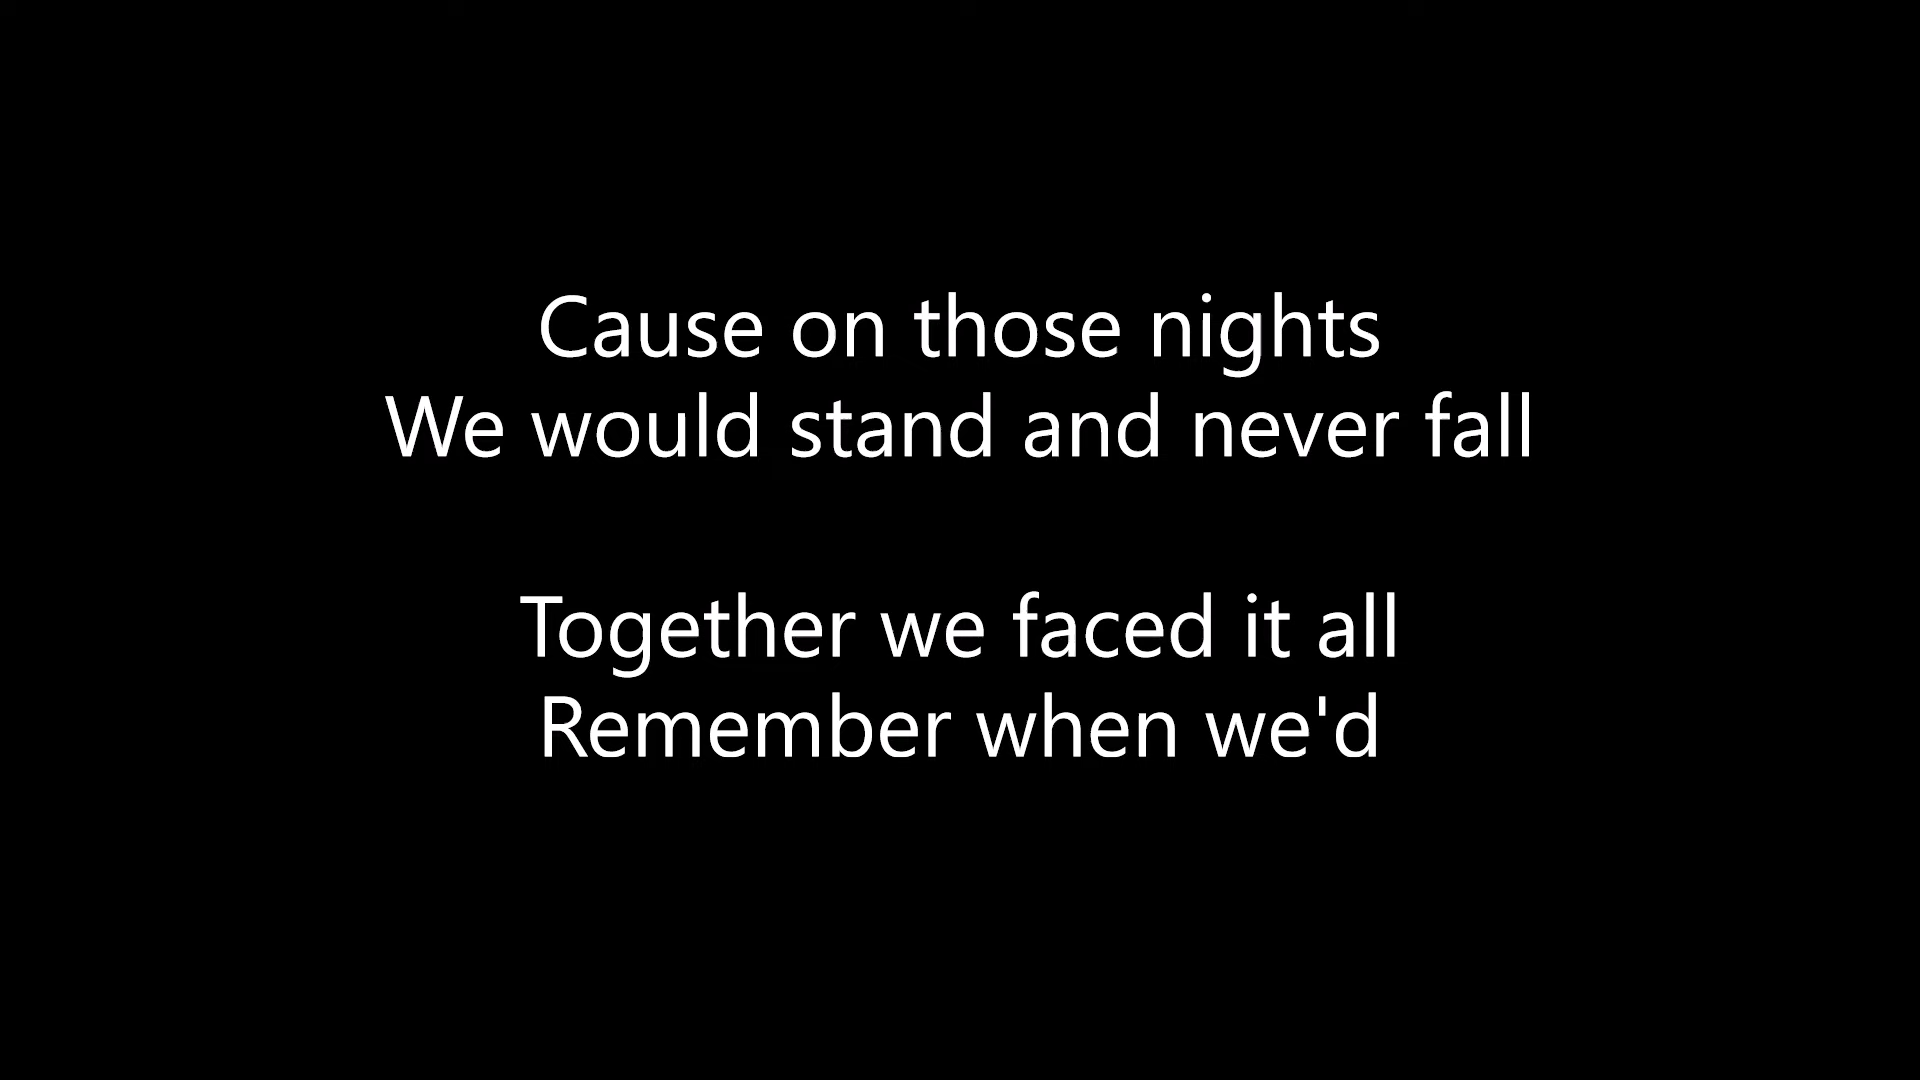 Cause on those nights
We would stand and never fall
Together we faced it all
Remember when we'd